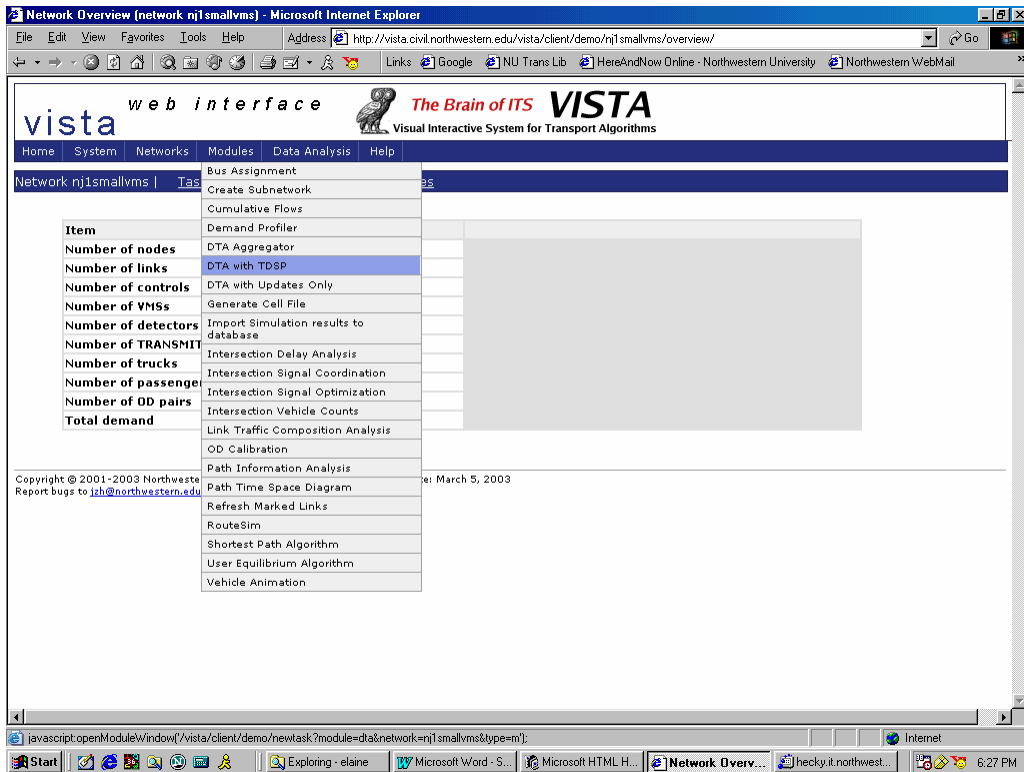 Network Overview (network nj1smallvms) - Microsoft Internet Explorer
File Edit View Favorites Tools Help Address http://vista.civil.northwestern.edu/vista/client/demo/nj1smallvms/overview/ Go
Links Google NU Trans Lib HereAndNow Online - Northwestern University Northwestern WebMail
web interface
vista
The Brain of ITS VISTA
Visual Interactive System for Transport Algorithms
Home System Networks Modules Data Analysis Help
Network nj1smallvms | Tas es
Item
Number of nodes
Number of links
Number of controls
Number of VMSs
Number of detectors
Number of TRANSMIT
Number of trucks
Number of passenger
Number of OD pairs
Total demand
Bus Assignment
Create Subnetwork
Cumulative Flows
Demand Profiler
DTA Aggregator
DTA with TDSP
DTA with Updates Only
Generate Cell File
Import Simulation results to
database
Intersection Delay Analysis
Intersection Signal Coordination
Intersection Signal Optimization
Intersection Vehicle Counts
Link Traffic Composition Analysis
OD Calibration
Path Information Analysis
Path Time Space Diagram
Refresh Marked Links
RouteSim
Shortest Path Algorithm
User Equilibrium Algorithm
Vehicle Animation
Copyright © 2001-2003 Northweste te: March 5, 2003
Report bugs to jzh@northwestern.edu
javascript:openModuleWindow('/vista/client/demo/newtask?module=dta&network=nj1smallvms&type=m'); Internet
Start Exploring - elaine Microsoft Word - S... Microsoft HTML H... Network Overv... hecky.it.northwest... 6:27 PM